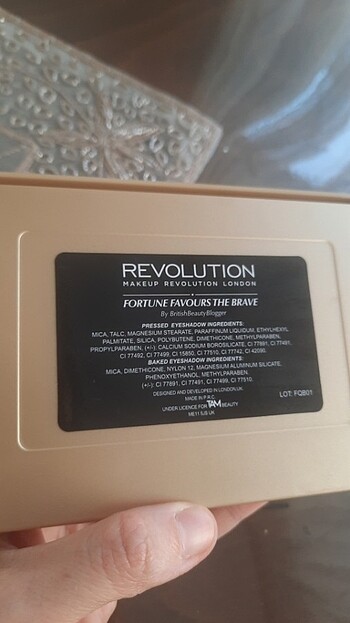 REVOLUTION
MAKEUP REVOLUTION LONDON
FORTUNE FAVOURS THE BRAVE
By BritishBeautyBlogger
PRESSED EYESHADOW INGREDIENTS:
MICA, TALC, MAGNESIUM STEARATE, PARAFFINUM LIQUIDUM, ETHYLHEXYL
PALMITATE, SILICA, POLYBUTENE, DIMETHICONE, METHYLPARABEN,
PROPYLPARABEN, (+/-): CALCIUM SODIUM BOROSILICATE, CI 77891, CI 77491,
CI 77492, CI 77499, CI 15850, CI 77510, CI 77742, CI 42090.
BAKED EYESHADOW INGREDIENTS:
MICA, DIMETHICONE, NYLON 12, MAGNESIUM ALUMINUM SILICATE,
PHENOXYETHANOL, METHYLPARABEN.
(+/-): CI 77891, CI 77491, CI 77499, CI 77510.
DESIGNED AND DEVELOPED IN LONDON,UK
MADE IN P.R.C.
UNDER LICENCE FOR TAM BEAUTY
ME11 5JS UK
LOT: FQB01